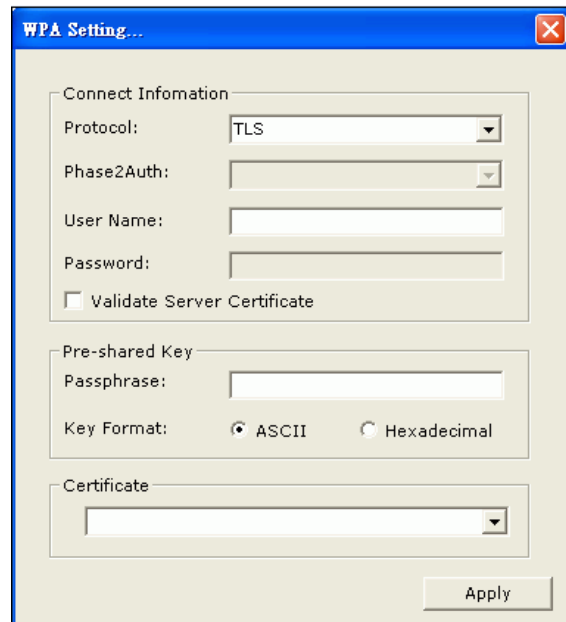 WPA Setting...
Connect Infomation
Protocol:
TLS
Phase2Auth:
User Name:
Password:
Validate Server Certificate
Pre-shared Key
Passphrase:
Key Format:
ASCII
Hexadecimal
Certificate
Apply